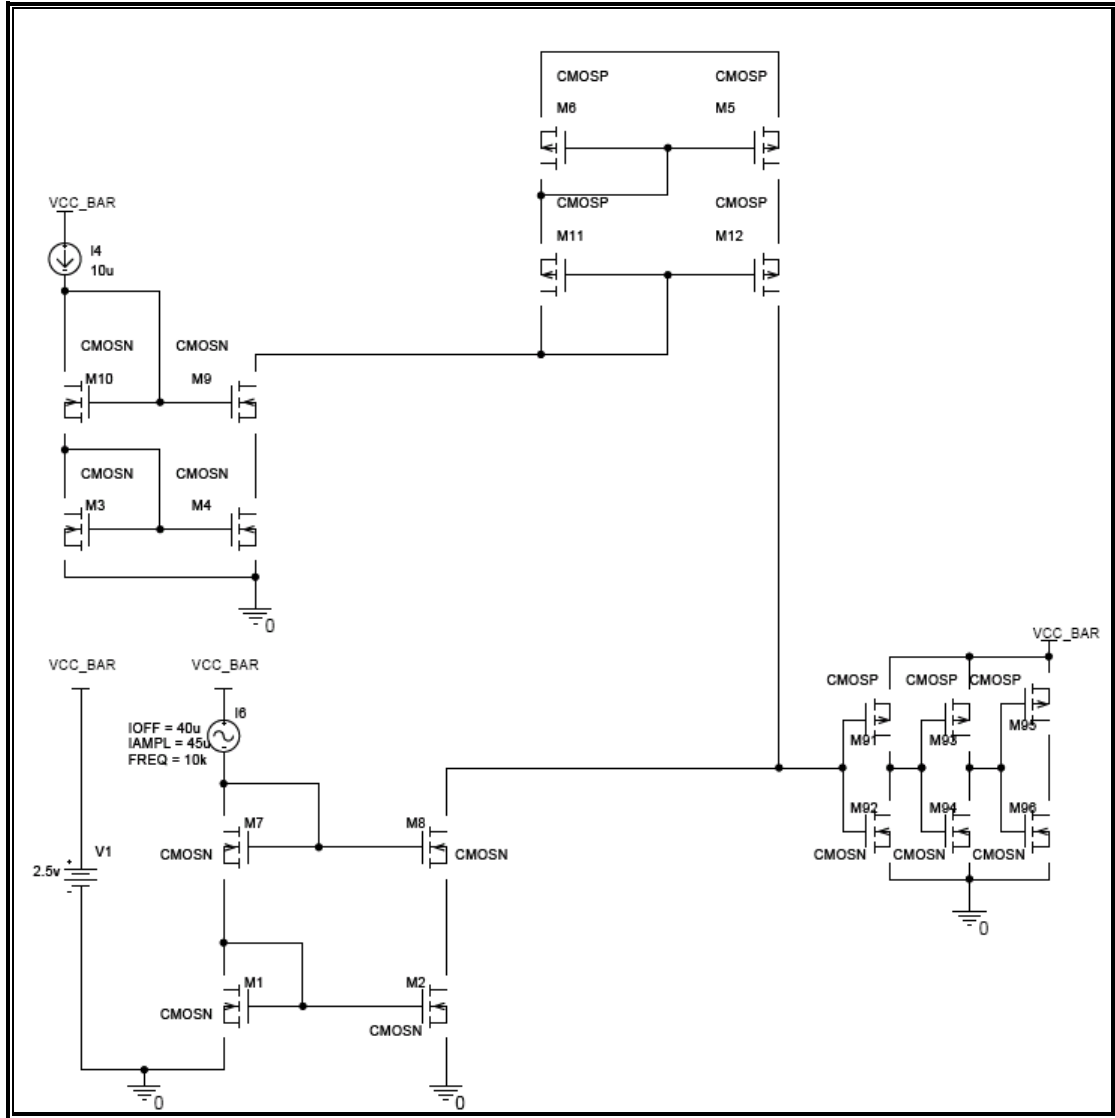 CMOSP CMOSP
M6 M5
VCC_BAR
CMOSP CMOSP
M11 M12
I4
10u
CMOSN CMOSN
M10 M9
CMOSN CMOSN
M3 M4
0
VCC_BAR
VCC_BAR VCC_BAR
CMOSP CMOSP CMOSP
I6
IOFF = 40u
IAMPL = 45u
FREQ = 10k
M91 M93 M95
M92 M94 M96
M7 M8
CMOSN CMOSN
CMOSN CMOSN CMOSN
V1
2.5v
0
M1 M2
CMOSN
CMOSN
0 0